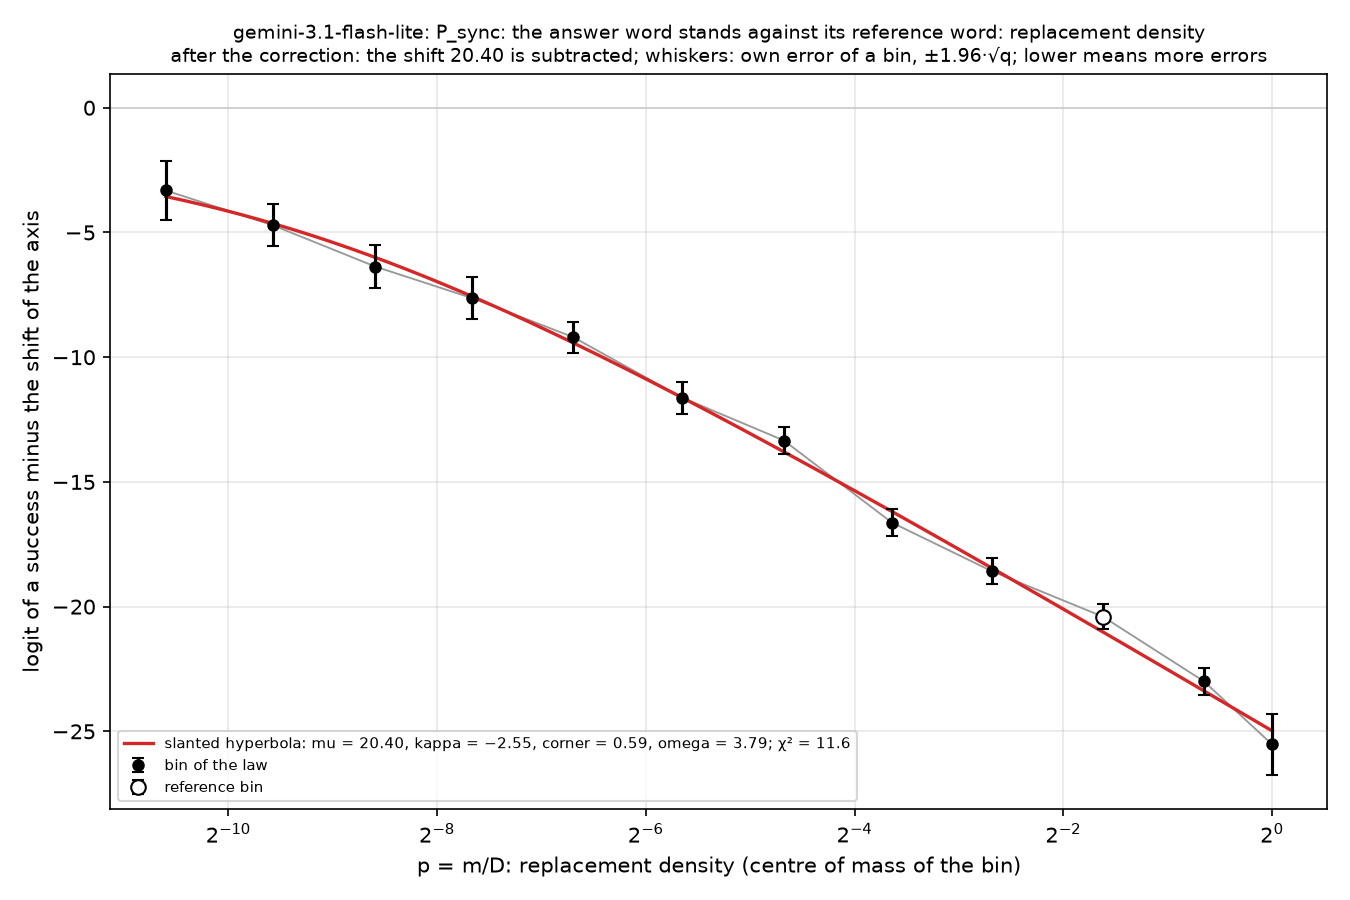 gemini-3.1-flash-lite: P_sync: the answer word stands against its reference word: replacement density
after the correction: the shift 20.40 is subtracted; whiskers: own error of a bin, ±1.96·√q; lower means more errors
logit of a success minus the shift of the axis
0
−5
−10
−15
−20
−25
slanted hyperbola: mu = 20.40, kappa = −2.55, corner = 0.59, omega = 3.79; χ² = 11.6
bin of the law
reference bin
2⁻¹⁰ 2⁻⁸ 2⁻⁶ 2⁻⁴ 2⁻² 2⁰
p = m/D: replacement density (centre of mass of the bin)